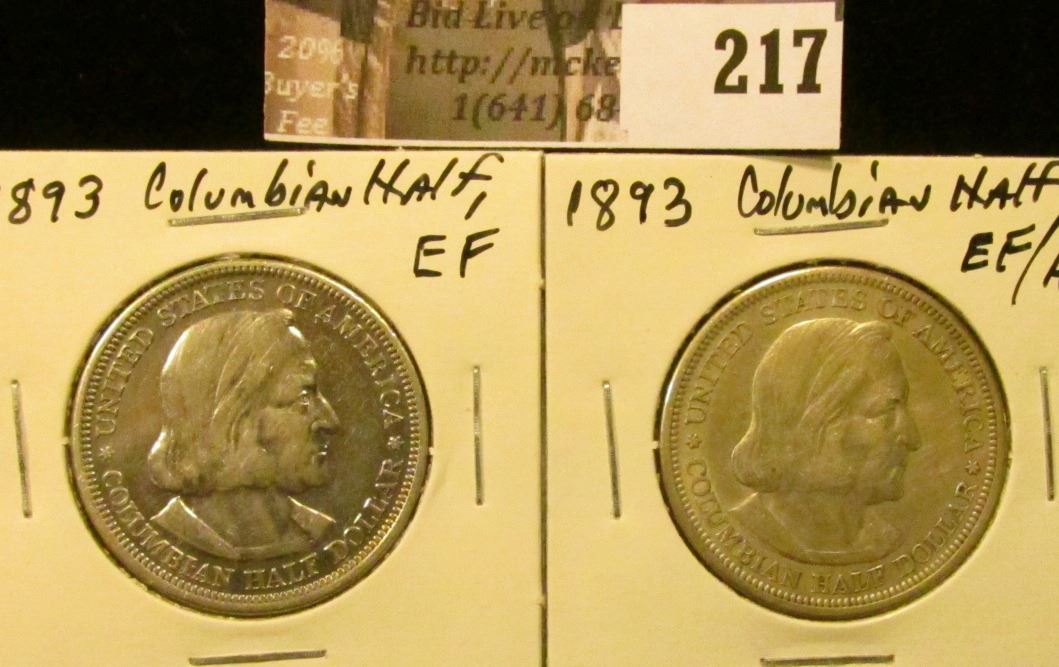 Bid Live on
20%
Buyer's
Fee
http://mcke
1(641) 68
217
1893 Columbian Half,
EF
1893 Columbian Half
EF/A
UNITED STATES OF AMERICA
* COLUMBIAN HALF DOLLAR *
UNITED STATES OF AMERICA
* COLUMBIAN HALF DOLLAR *